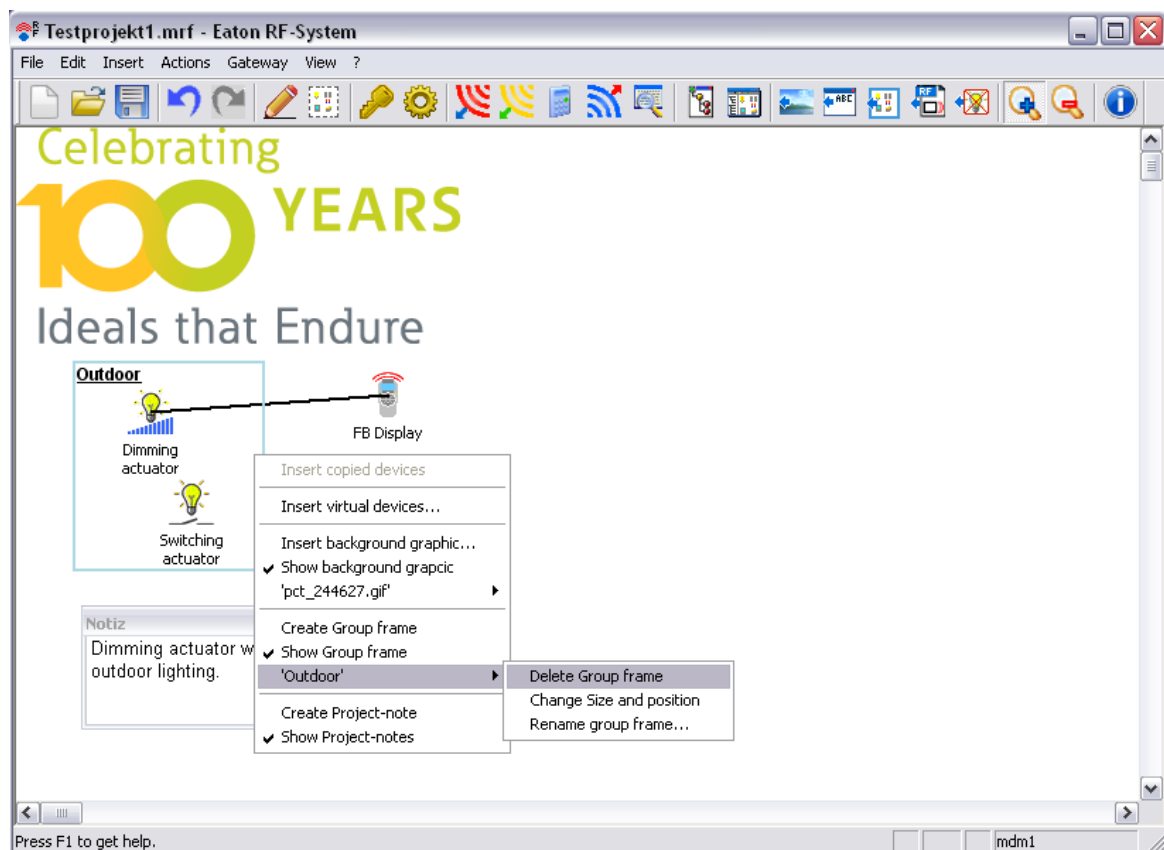 Testprojekt1.mrf - Eaton RF-System
File Edit Insert Actions Gateway View ?
ABC
RF
Celebrating
100 YEARS
Ideals that Endure
Outdoor
Dimming
actuator
FB Display
Switching
actuator
Notiz
Dimming actuator w
outdoor lighting.
Insert copied devices
Insert virtual devices...
Insert background graphic...
Show background grapcic
'pct_244627.gif'
Create Group frame
Show Group frame
'Outdoor'
Create Project-note
Show Project-notes
Delete Group frame
Change Size and position
Rename group frame...
Press F1 to get help.
mdm1